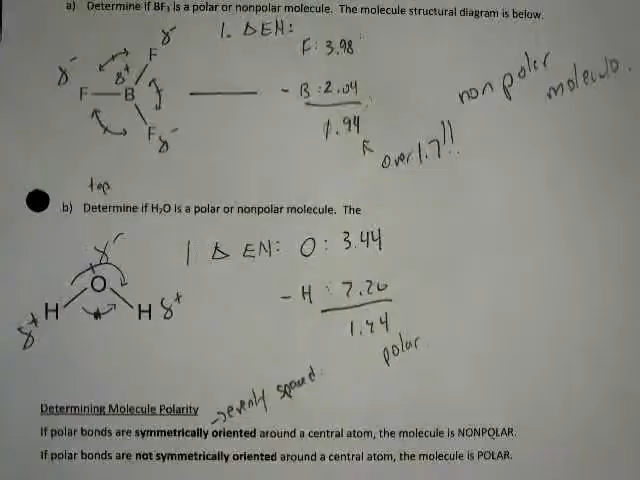 a) Determine if BF₃ is a polar or nonpolar molecule. The molecule structural diagram is below.
1. ΔEN:
F: 3.98
- B: 2.04
1.94
over 1.7!!
nonpolar
molecule.
δ-
F
δ-
δ+
F B
F δ-
top
b) Determine if H₂O is a polar or nonpolar molecule. The
1 ΔEN: O: 3.44
- H: 2.20
1.24
polar
δ-
O
H H δ+
δ+
→ evenly spaced.
Determining Molecule Polarity
If polar bonds are symmetrically oriented around a central atom, the molecule is NONPOLAR.
If polar bonds are not symmetrically oriented around a central atom, the molecule is POLAR.